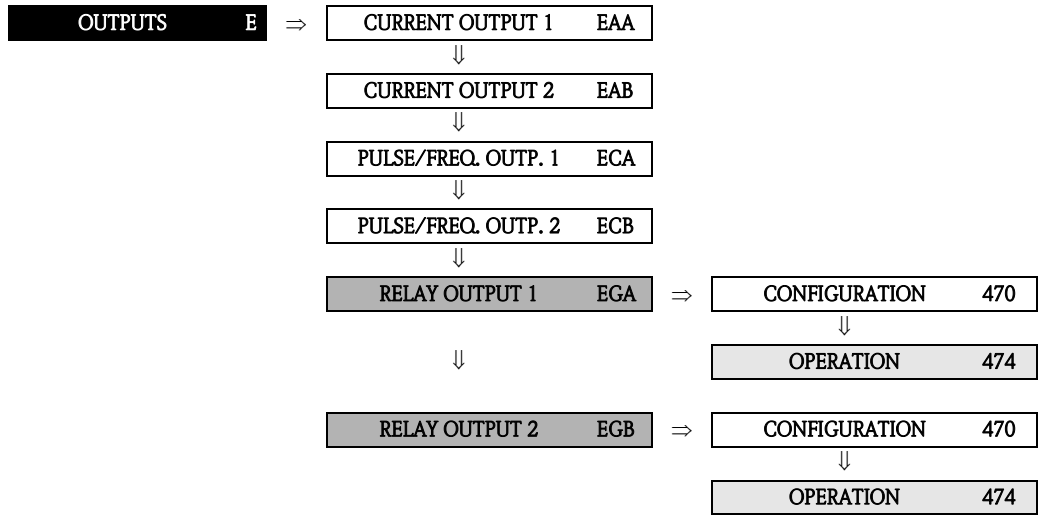 OUTPUTS E ⇒ CURRENT OUTPUT 1 EAA
⇓
CURRENT OUTPUT 2 EAB
⇓
PULSE/FREQ. OUTP. 1 ECA
⇓
PULSE/FREQ. OUTP. 2 ECB
⇓
RELAY OUTPUT 1 EGA ⇒ CONFIGURATION 470
⇓
⇓ OPERATION 474
RELAY OUTPUT 2 EGB ⇒ CONFIGURATION 470
⇓
OPERATION 474